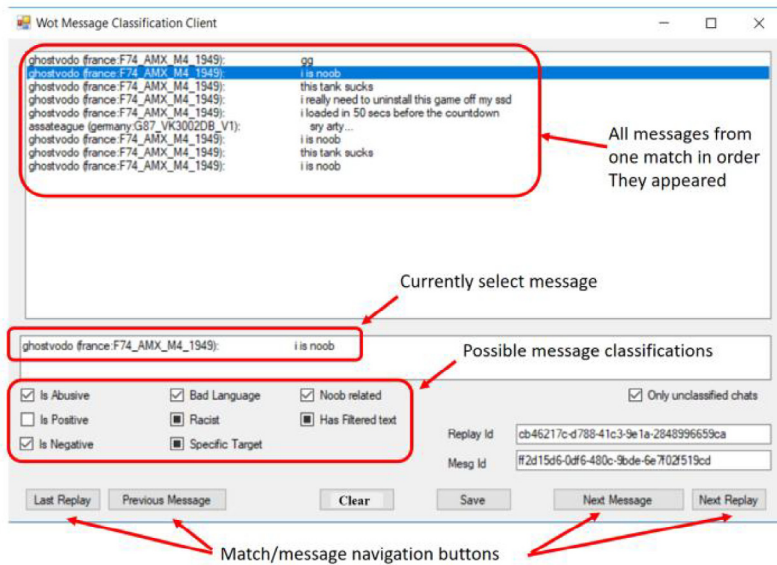 Wot Message Classification Client
ghostvodo (france:F74_AMX_M4_1949): gg
ghostvodo (france:F74_AMX_M4_1949): i is noob
ghostvodo (france:F74_AMX_M4_1949): this tank sucks
ghostvodo (france:F74_AMX_M4_1949): i really need to uninstall this game off my ssd
ghostvodo (france:F74_AMX_M4_1949): i loaded in 50 secs before the countdown
assateague (germany:G87_VK3002DB_V1): sry arty...
ghostvodo (france:F74_AMX_M4_1949): i is noob
ghostvodo (france:F74_AMX_M4_1949): this tank sucks
ghostvodo (france:F74_AMX_M4_1949): i is noob
All messages from
one match in order
They appeared
Currently select message
ghostvodo (france:F74_AMX_M4_1949): i is noob
Possible message classifications
Is Abusive Bad Language Noob related Only unclassified chats
Is Positive Racist Has Filtered text
Is Negative Specific Target
Replay Id cb46217c-d788-41c3-9e1a-2848996659ca
Mesg Id ff2d15d6-0df6-480c-9bde-6e7f02f519cd
Last Replay Previous Message Clear Save Next Message Next Replay
Match/message navigation buttons